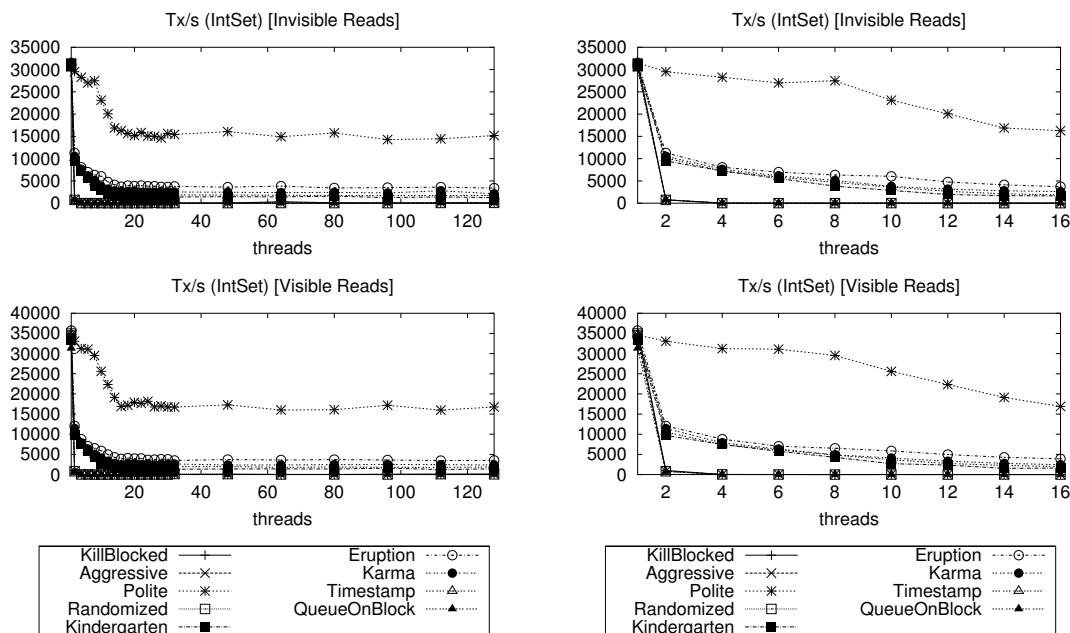 Tx/s (IntSet) [Invisible Reads]
35000
30000
25000
20000
15000
10000
5000
0
20 40 60 80 100 120
threads
Tx/s (IntSet) [Invisible Reads]
35000
30000
25000
20000
15000
10000
5000
0
2 4 6 8 10 12 14 16
threads
Tx/s (IntSet) [Visible Reads]
40000
35000
30000
25000
20000
15000
10000
5000
0
20 40 60 80 100 120
threads
Tx/s (IntSet) [Visible Reads]
40000
35000
30000
25000
20000
15000
10000
5000
0
2 4 6 8 10 12 14 16
threads
KillBlocked Eruption
Aggressive Karma
Polite Timestamp
Randomized QueueOnBlock
Kindergarten
KillBlocked Eruption
Aggressive Karma
Polite Timestamp
Randomized QueueOnBlock
Kindergarten